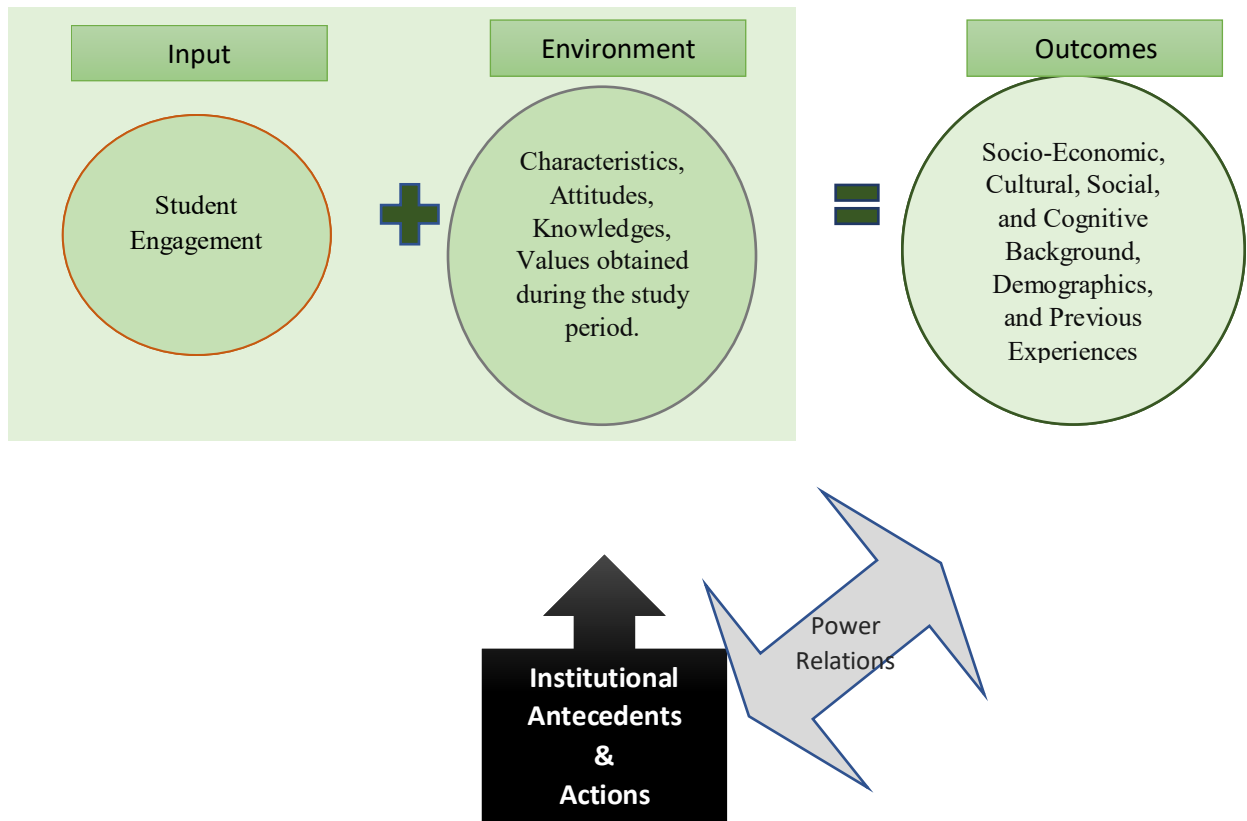 Input
Environment
Outcomes
Student
Engagement
Characteristics,
Attitudes,
Knowledges,
Values obtained
during the study
period.
Socio-Economic,
Cultural, Social,
and Cognitive
Background,
Demographics,
and Previous
Experiences
Institutional
Antecedents
&
Actions
Power
Relations